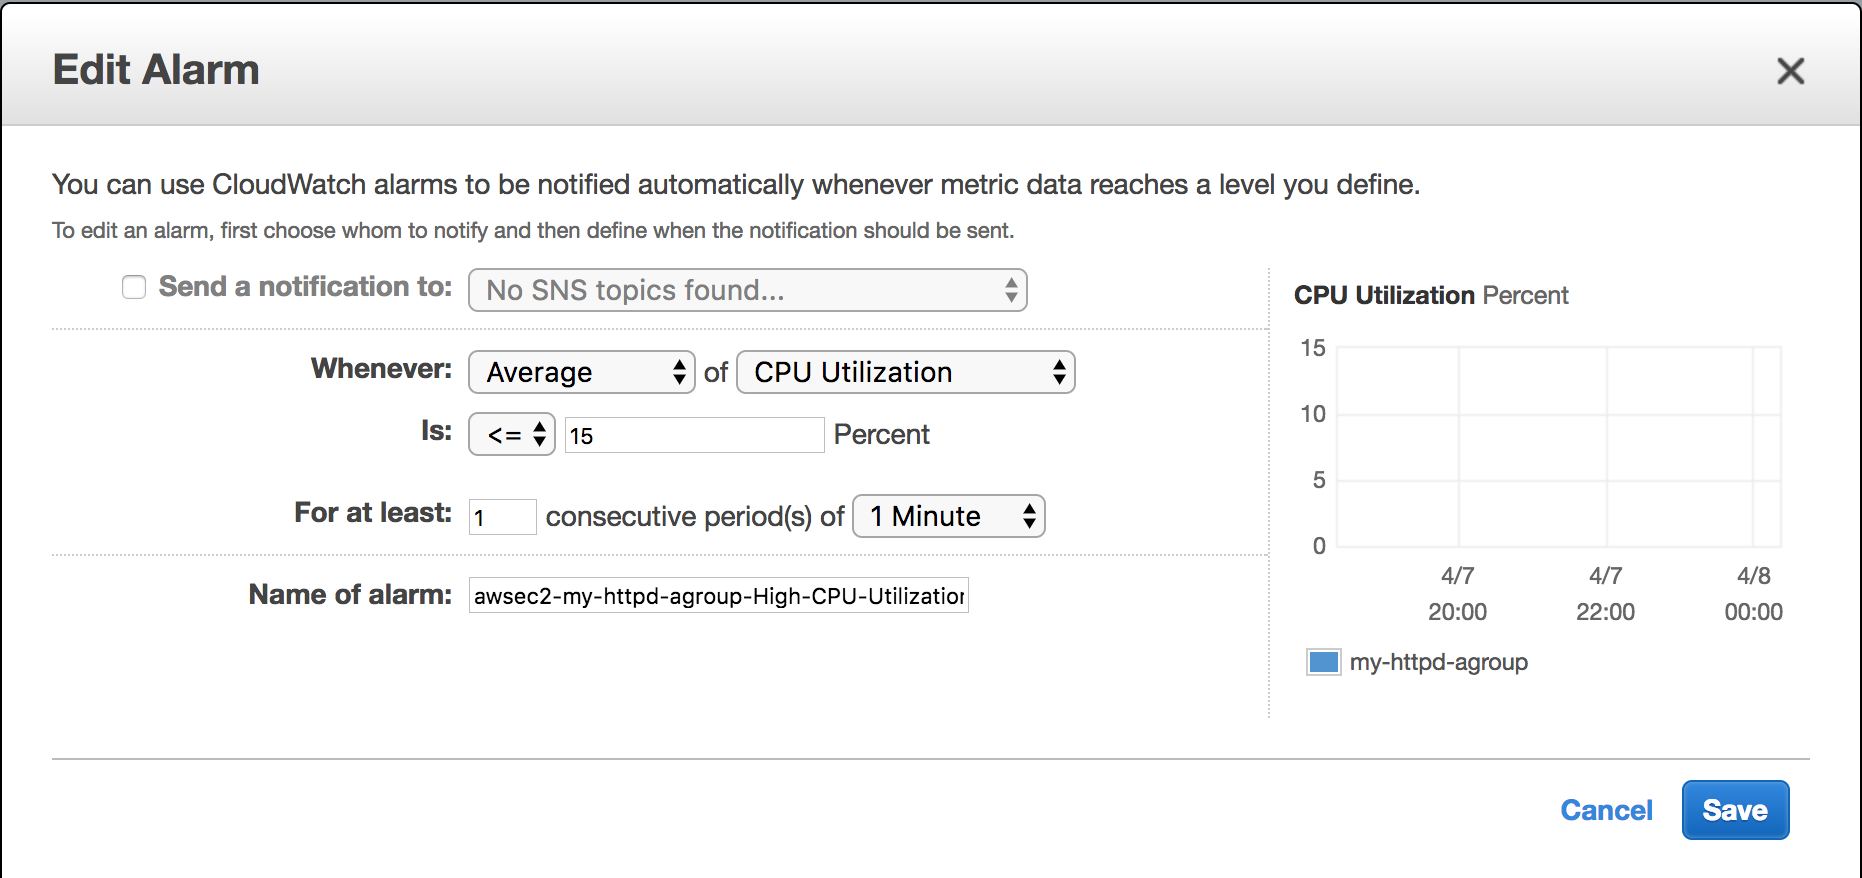 Edit Alarm
You can use CloudWatch alarms to be notified automatically whenever metric data reaches a level you define.
To edit an alarm, first choose whom to notify and then define when the notification should be sent.
Send a notification to: No SNS topics found...
Whenever: Average of CPU Utilization
Is: <= 15 Percent
For at least: 1 consecutive period(s) of 1 Minute
Name of alarm: awsec2-my-httpd-agroup-High-CPU-Utilization
CPU Utilization Percent
15
10
5
0
4/7 4/7 4/8
20:00 22:00 00:00
my-httpd-agroup
Cancel Save